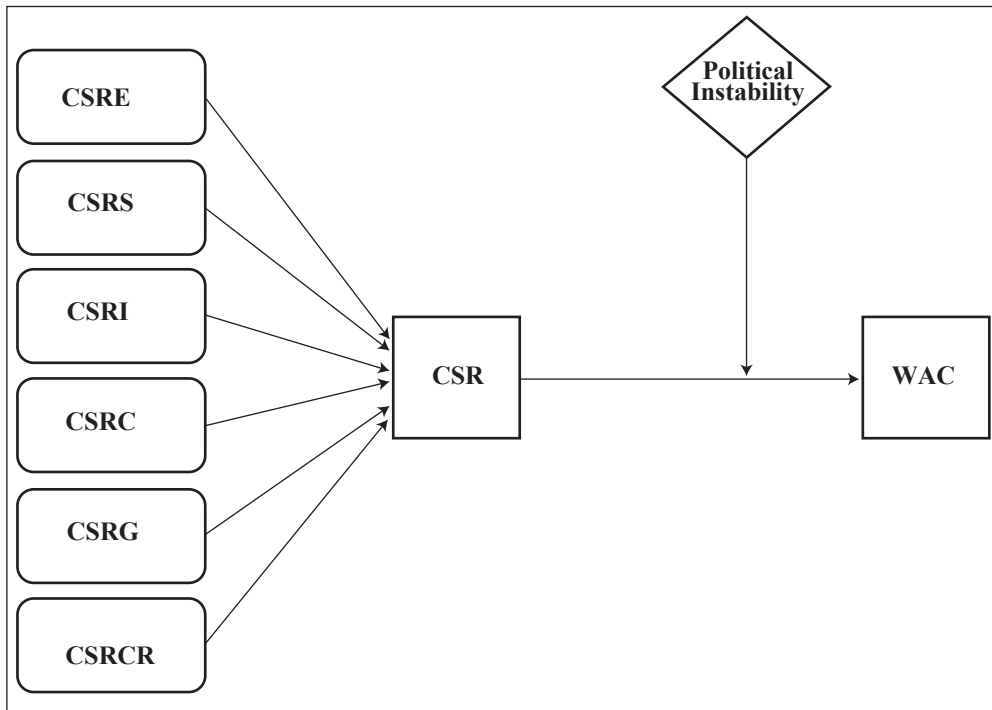 CSRE
CSRS
CSRI
CSRC
CSRG
CSRCR
CSR
Political
Instability
WAC